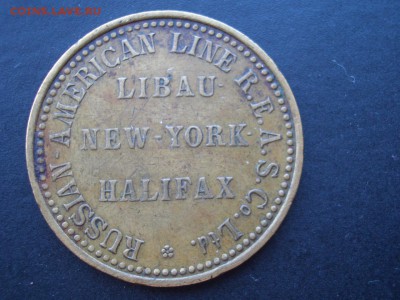 RUSSIAN-AMERICAN LINE R.E.A.S.Co. Ltd.
LIBAU-
NEW-YORK-
HALIFAX